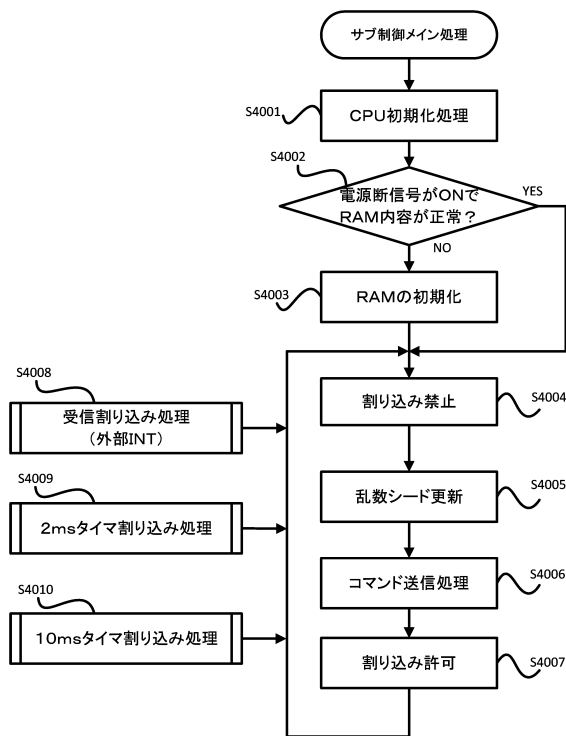 サブ制御メイン処理
S4001
CPU初期化処理
S4002
電源断信号がONで
RAM内容が正常？
YES
NO
S4003
RAMの初期化
S4008
受信割り込み処理
（外部INT）
S4004
割り込み禁止
S4009
2msタイマ割り込み処理
S4005
乱数シード更新
S4006
コマンド送信処理
S4010
10msタイマ割り込み処理
S4007
割り込み許可